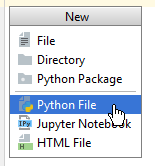 New
File
Directory
Python Package
Python File
Jupyter Notebook
HTML File